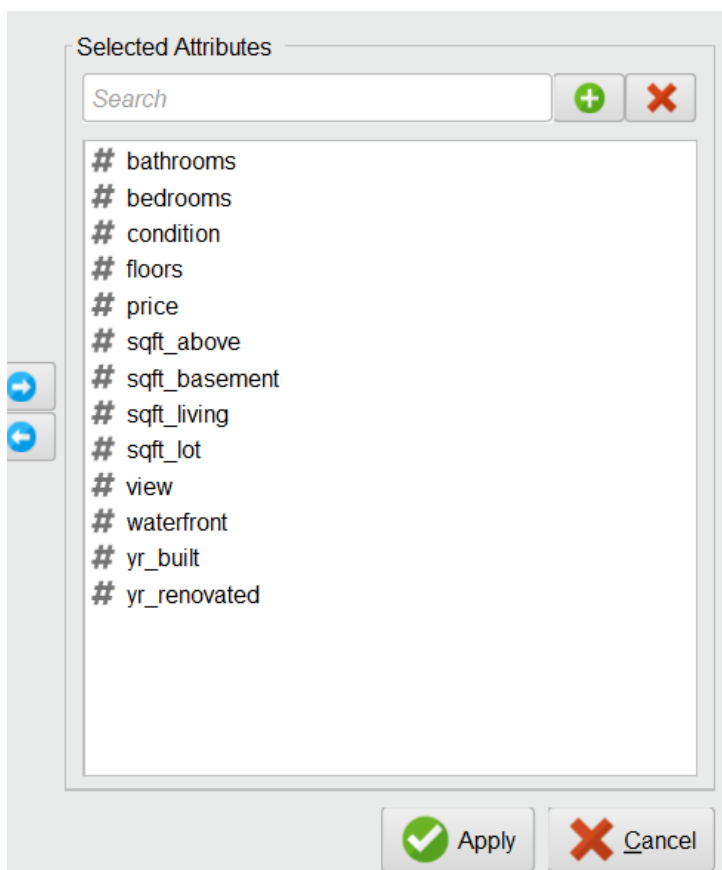 Selected Attributes
Search
# bathrooms
# bedrooms
# condition
# floors
# price
# sqft_above
# sqft_basement
# sqft_living
# sqft_lot
# view
# waterfront
# yr_built
# yr_renovated
Apply Cancel